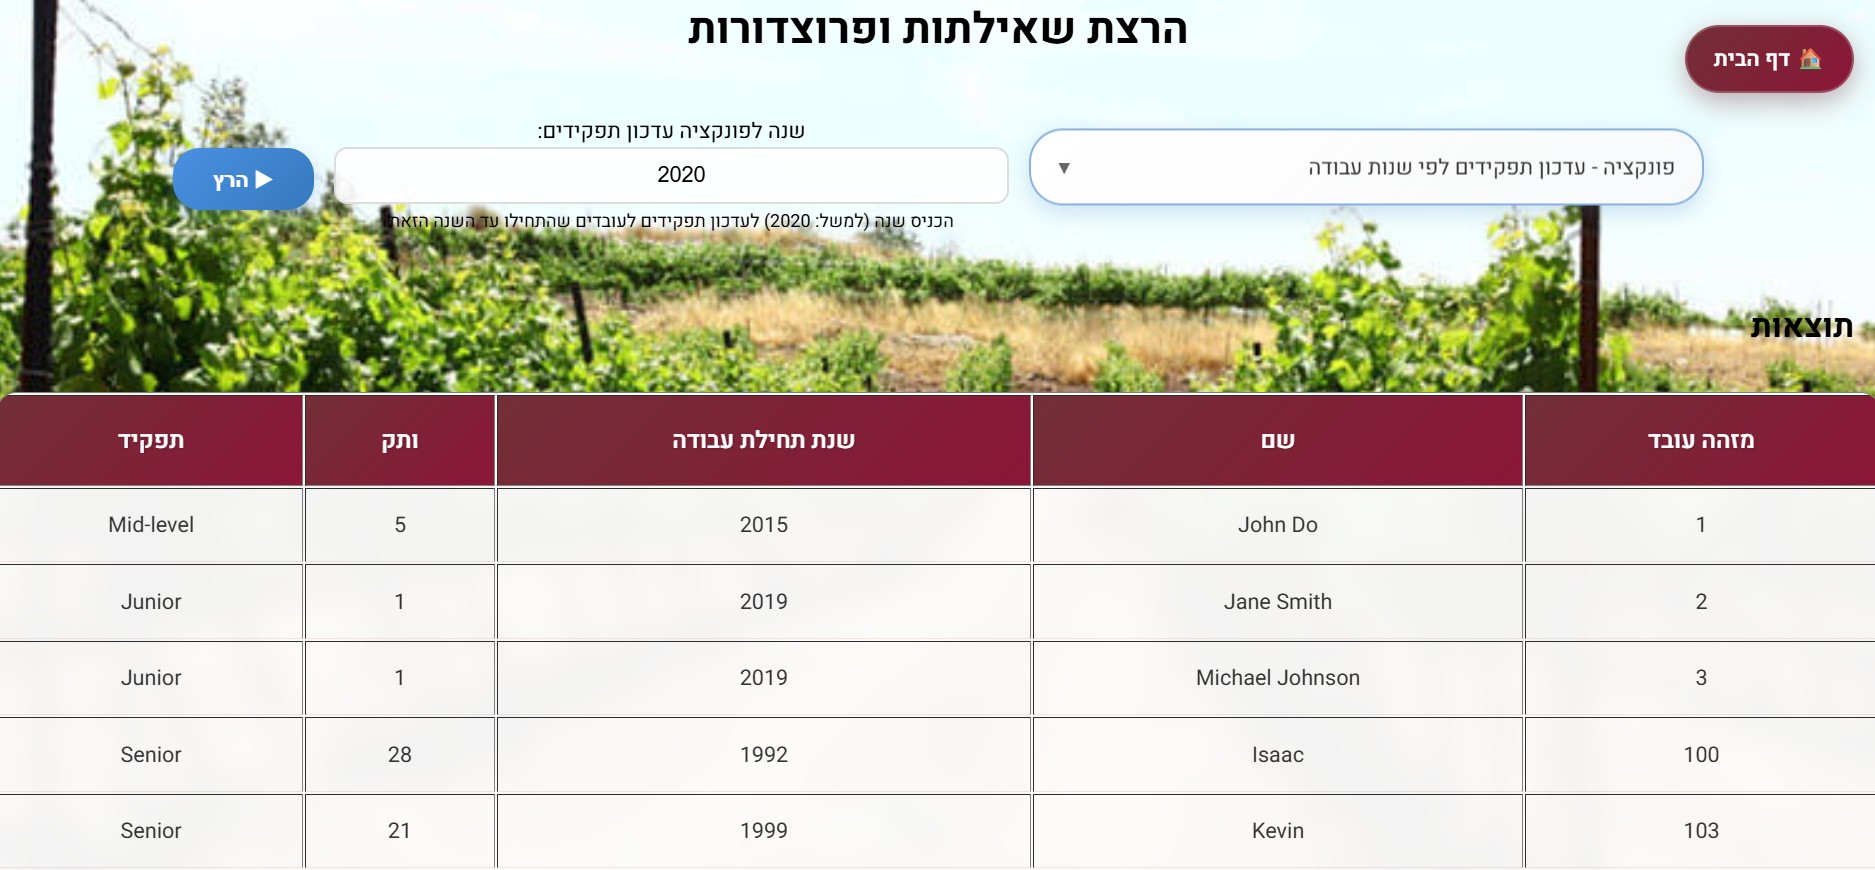 הרצת שאילתות ופרוצדורות
🏠 דף הבית
פונקציה - עדכון תפקידים לפי שנות עבודה ▼
שנה לפונקציה עדכון תפקידים:
2020
הכניס שנה (למשל: 2020) לעדכון תפקידים לעובדים שהתחילו עד השנה הזאת
▶ הרץ
תוצאות
מזהה עובד שם שנת תחילת עבודה ותק תפקיד
1 John Do 2015 5 Mid-level
2 Jane Smith 2019 1 Junior
3 Michael Johnson 2019 1 Junior
100 Isaac 1992 28 Senior
103 Kevin 1999 21 Senior